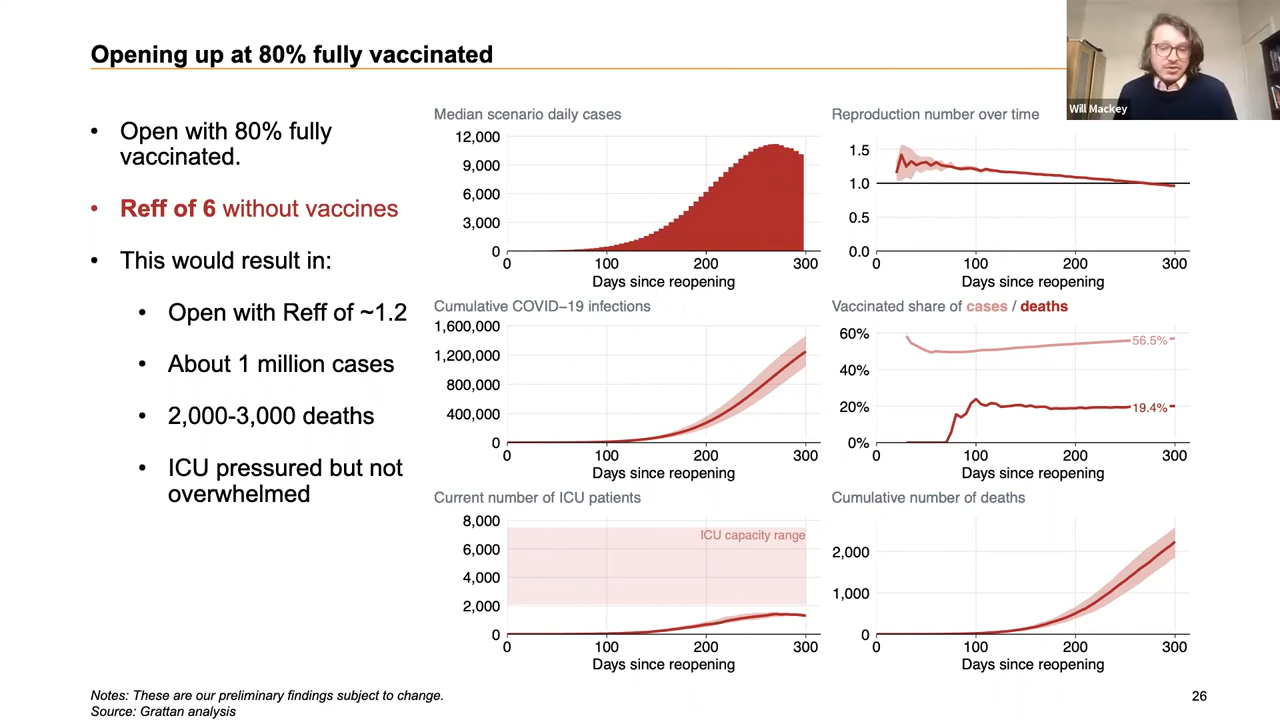 Opening up at 80% fully vaccinated
Will Mackey
• Open with 80% fully
vaccinated.
• Reff of 6 without vaccines
• This would result in:
• Open with Reff of ~1.2
• About 1 million cases
• 2,000-3,000 deaths
• ICU pressured but not
overwhelmed
Median scenario daily cases
12,000
9,000
6,000
3,000
0
0 100 200 300
Days since reopening
Reproduction number over time
1.5
1.0
0.5
0.0
0 100 200 300
Days since reopening
Cumulative COVID−19 infections
1,600,000
1,200,000
800,000
400,000
0
0 100 200 300
Days since reopening
Vaccinated share of cases / deaths
60%
40%
20%
0%
56.5%
19.4%
0 100 200 300
Days since reopening
Current number of ICU patients
8,000
6,000
4,000
2,000
0
ICU capacity range
0 100 200 300
Days since reopening
Cumulative number of deaths
2,000
1,000
0
0 100 200 300
Days since reopening
Notes: These are our preliminary findings subject to change.
Source: Grattan analysis
26